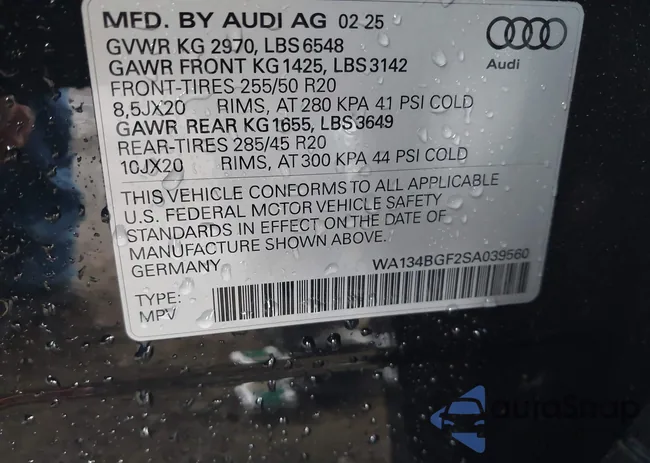 MFD. BY AUDI AG 02 25
GVWR KG 2970, LBS 6548
GAWR FRONT KG 1425, LBS 3142
FRONT-TIRES 255/50 R20
8,5JX20 RIMS, AT 280 KPA 41 PSI COLD
GAWR REAR KG 1655, LBS 3649
REAR-TIRES 285/45 R20
10JX20 RIMS, AT 300 KPA 44 PSI COLD
Audi
THIS VEHICLE CONFORMS TO ALL APPLICABLE
U.S. FEDERAL MOTOR VEHICLE SAFETY
STANDARDS IN EFFECT ON THE DATE OF
MANUFACTURE SHOWN ABOVE.
GERMANY WA134BGF2SA039560
TYPE:
MPV
autoSnap